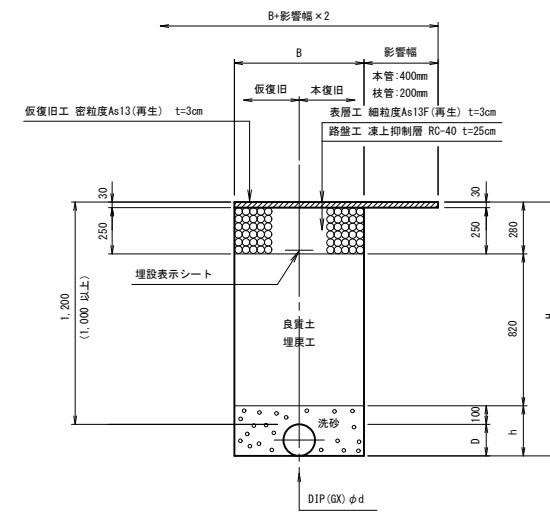 B+影響幅×2
B
影響幅
仮復旧
本復旧
本管:400mm
枝管:200mm
仮復旧工 密粒度As13(再生) t=3cm
表層工 細粒度As13F(再生) t=3cm
路盤工 凍上抑制層 RC-40 t=25cm
30
250
1,200
(1,000 以上)
埋設表示シート
良質土
埋戻工
洗砂
30
250
280
820
100
D
h
H
DIP(GX)φd